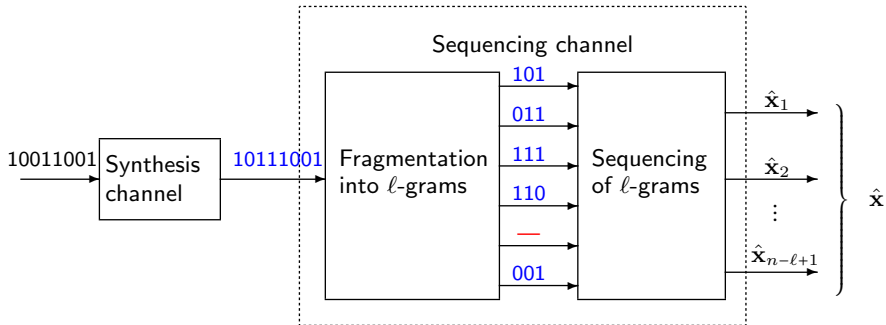 Sequencing channel
10011001
Synthesis
channel
10111001
Fragmentation
into ℓ-grams
101
011
111
110
—
001
Sequencing
of ℓ-grams
x̂₁
x̂₂
⋮
x̂ₙ₋ℓ₊₁
x̂